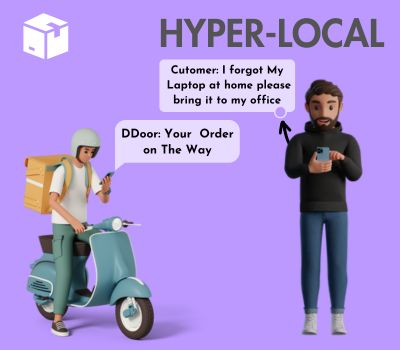 HYPER-LOCAL
Cutomer: I forgot My
Laptop at home please
bring it to my office
DDoor: Your Order
on The Way